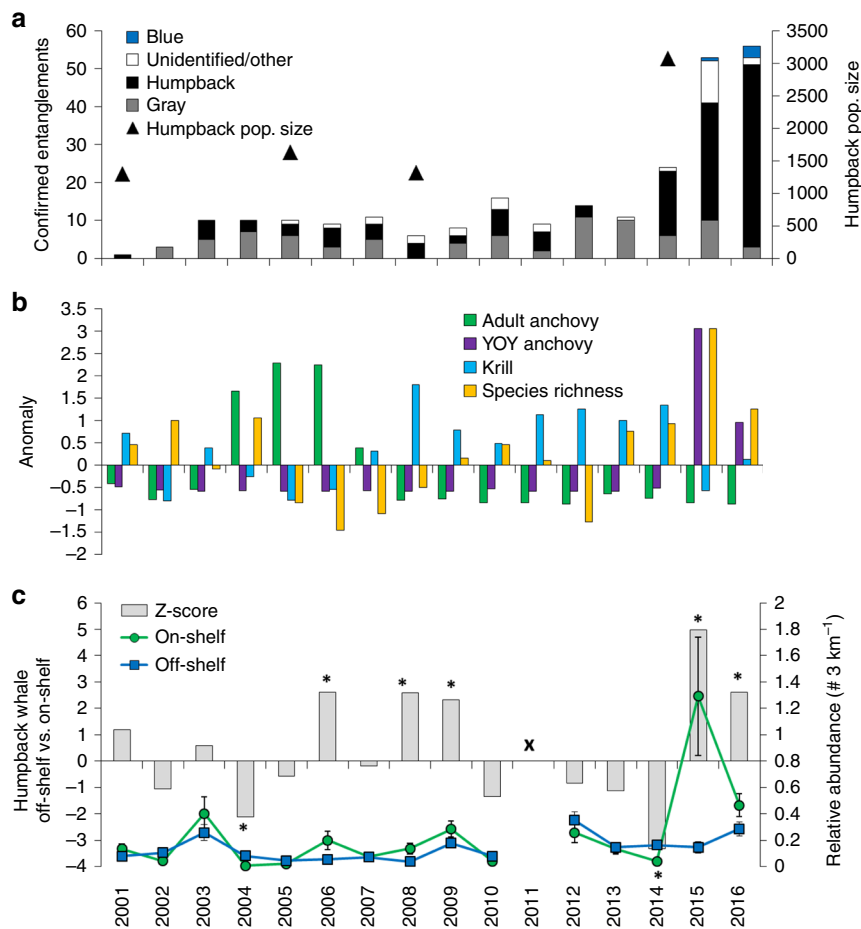 a
60
50
40
30
20
10
0
Confirmed entanglements
Blue
Unidentified/other
Humpback
Gray
Humpback pop. size
3500
3000
2500
2000
1500
1000
500
0
Humpback pop. size
b
3.5
3
2.5
2
1.5
1
0.5
0
−0.5
−1
−1.5
−2
Anomaly
Adult anchovy
YOY anchovy
Krill
Species richness
c
6
5
4
3
2
1
0
−1
−2
−3
−4
Humpback whale
off-shelf vs. on-shelf
Z-score
On-shelf
Off-shelf
* * * * x * * *
2
1.8
1.6
1.4
1.2
1
0.8
0.6
0.4
0.2
0
Relative abundance (# 3 km⁻¹)
2001
2002
2003
2004
2005
2006
2007
2008
2009
2010
2011
2012
2013
2014
2015
2016